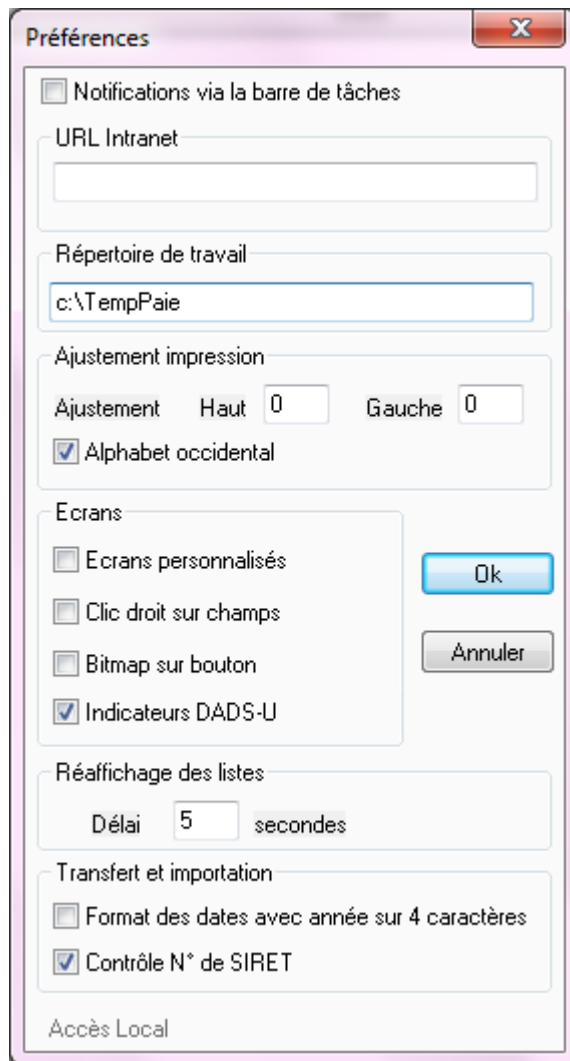 Préférences
Notifications via la barre de tâches
URL Intranet
Répertoire de travail
c:\TempPaie
Ajustement impression
Ajustement Haut 0 Gauche 0
Alphabet occidental
Ecrans
Ecrans personnalisés
Ok
Clic droit sur champs
Annuler
Bitmap sur bouton
Indicateurs DADS-U
Réaffichage des listes
Délai 5 secondes
Transfert et importation
Format des dates avec année sur 4 caractères
Contrôle N° de SIRET
Accès Local